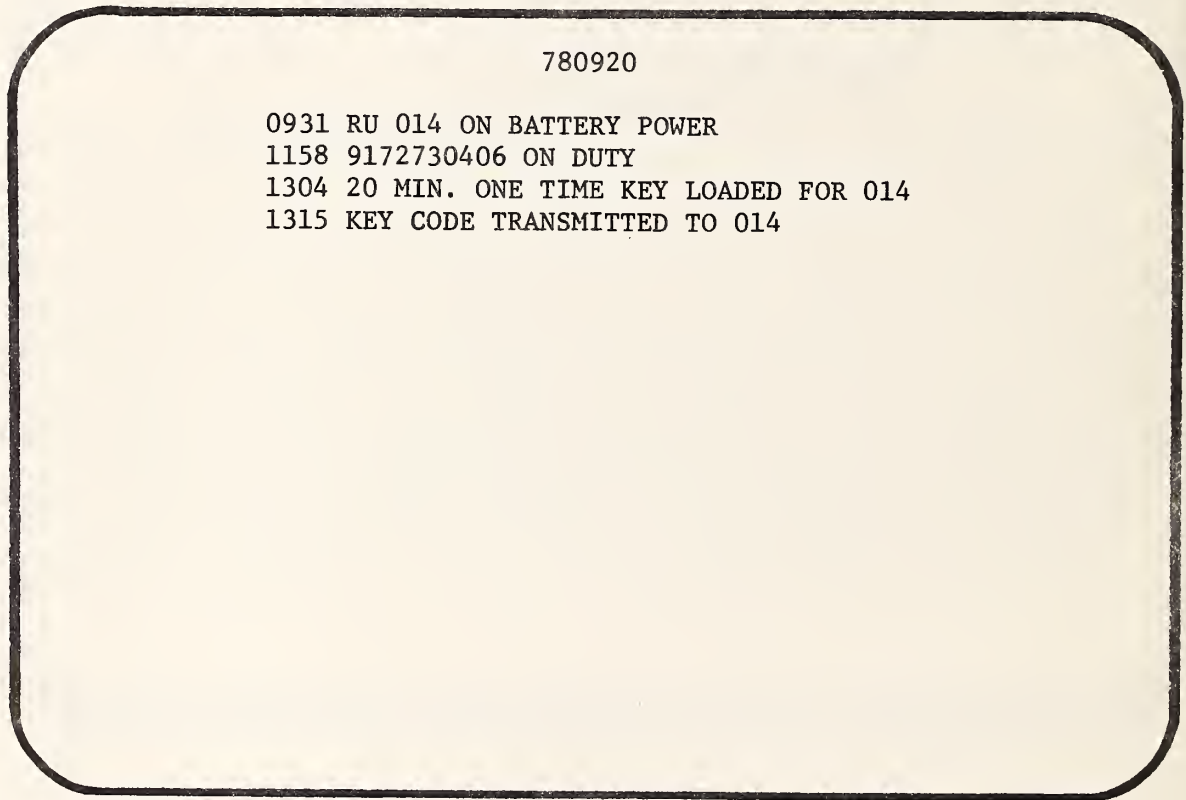 780920
0931 RU 014 ON BATTERY POWER
1158 9172730406 ON DUTY
1304 20 MIN. ONE TIME KEY LOADED FOR 014
1315 KEY CODE TRANSMITTED TO 014